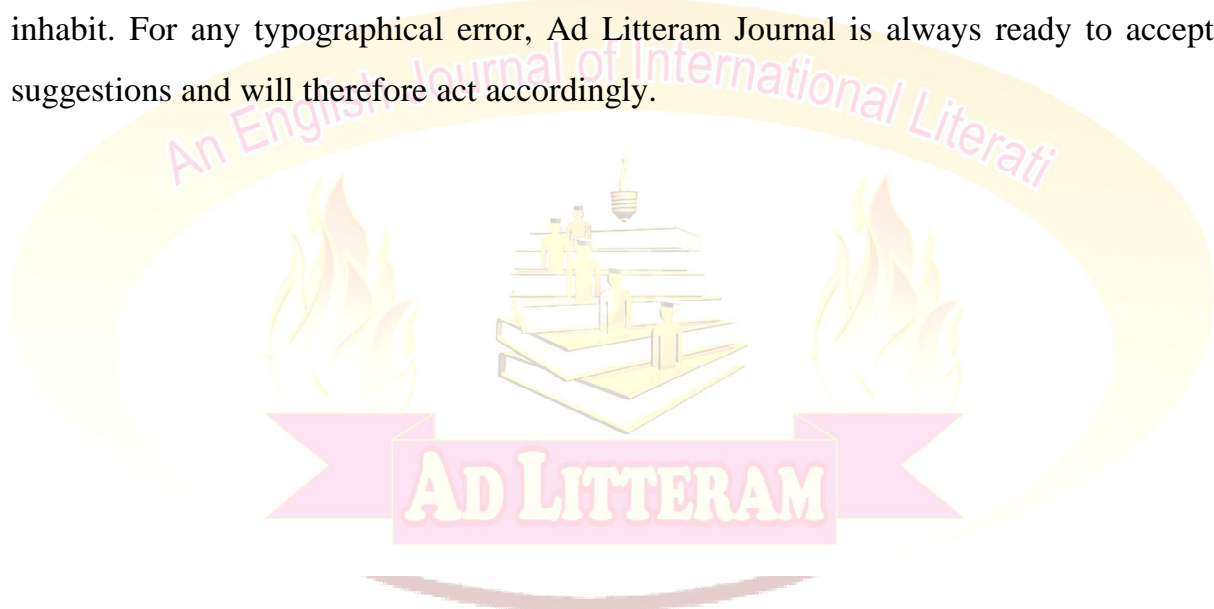 inhabit. For any typographical error, Ad Litteram Journal is always ready to accept
suggestions and will therefore act accordingly.
An English Journal of International Literati
AD LITTERAM